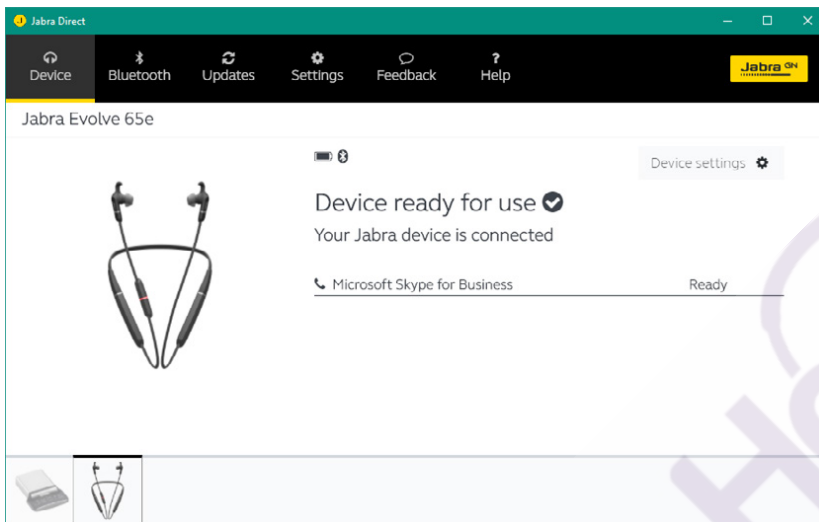 Jabra Direct
Device
Bluetooth
Updates
Settings
Feedback
Help
Jabra GN
Jabra Evolve 65e
Device settings
Device ready for use
Your Jabra device is connected
Microsoft Skype for Business Ready